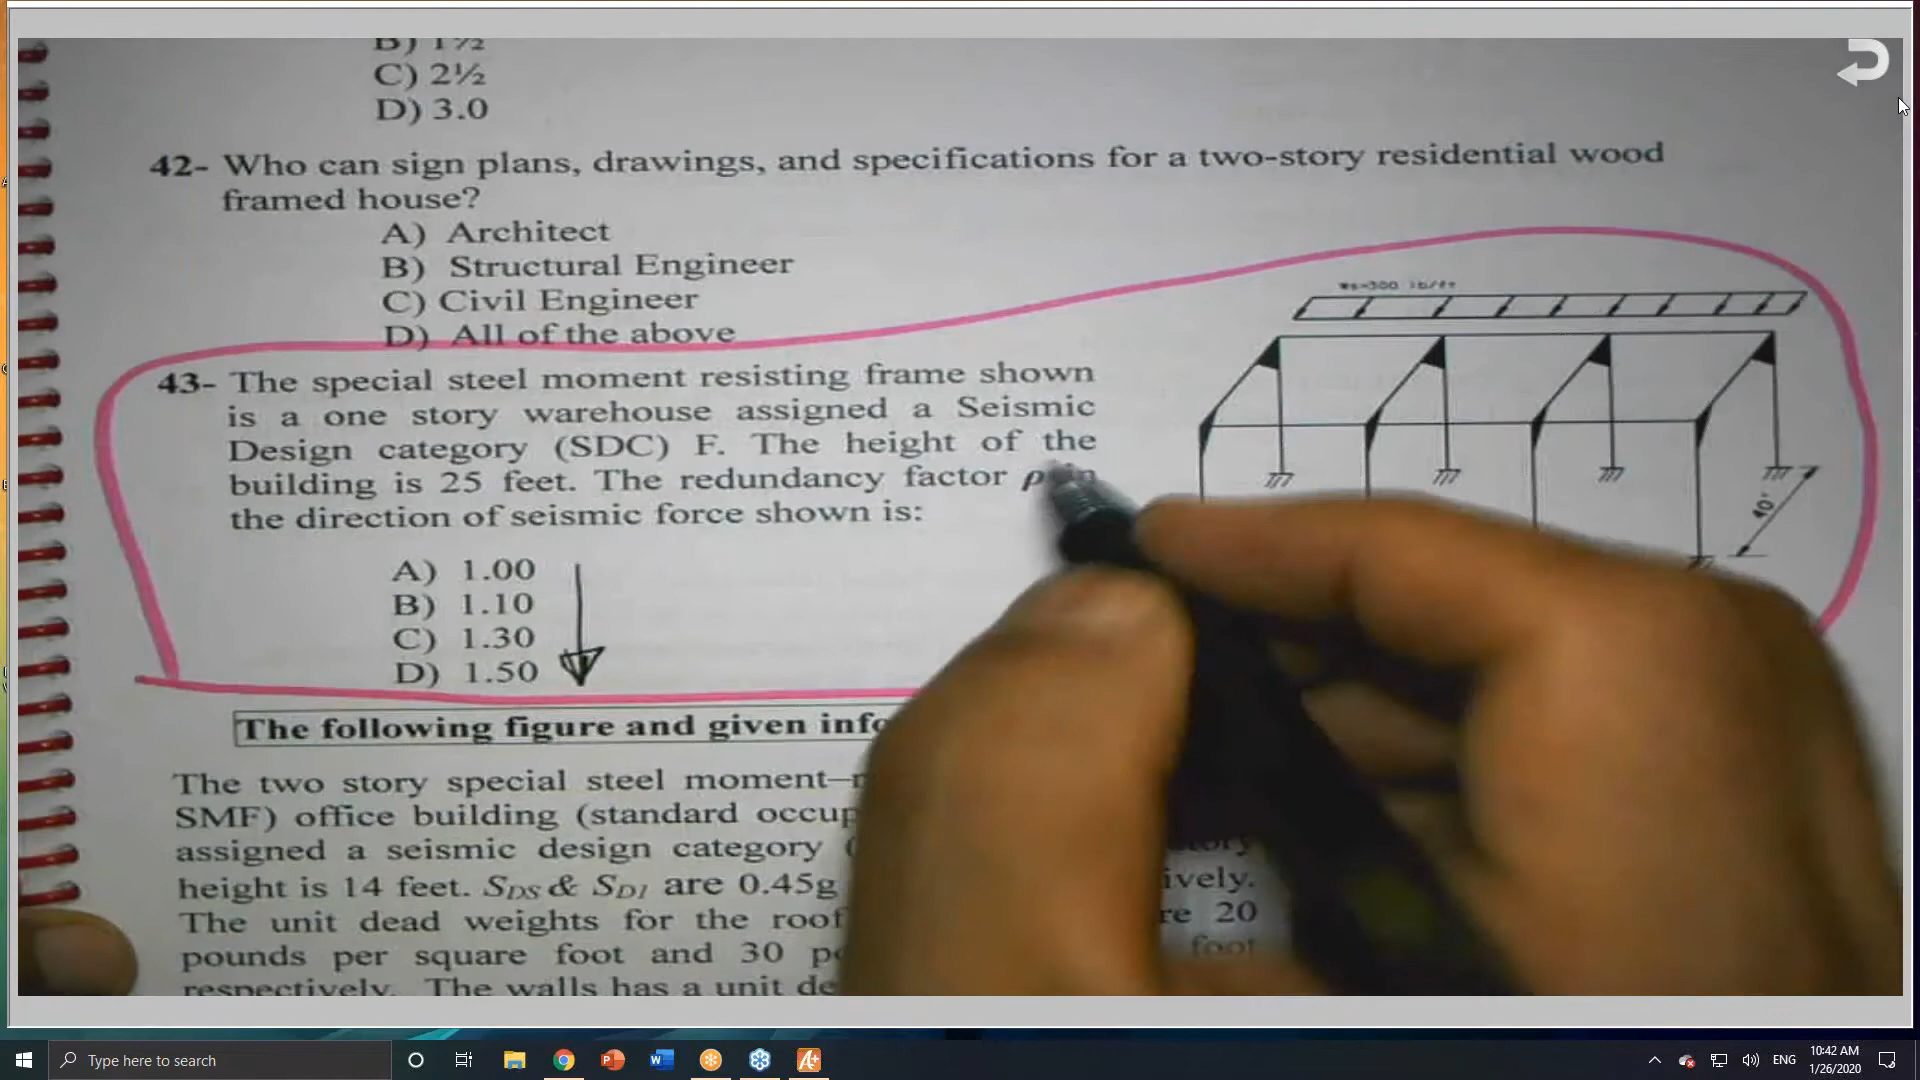 C) 2½
D) 3.0
42- Who can sign plans, drawings, and specifications for a two-story residential wood
framed house?
A) Architect
B) Structural Engineer
C) Civil Engineer
D) All of the above
Ws=300 lb/ft
43- The special steel moment resisting frame shown
is a one story warehouse assigned a Seismic
Design category (SDC) F. The height of the
building is 25 feet. The redundancy factor ρ in
the direction of seismic force shown is:
40'
A) 1.00
B) 1.10
C) 1.30
D) 1.50
The following figure and given
The two story special steel moment–
SMF) office building (standard
assigned a seismic design category
height is 14 feet. SDS & SD1 are 0.45g ively.
The unit dead weights for the roof re 20
pounds per square foot and 30 foot
respectively. The walls has a unit
Type here to search
ENG
10:42 AM
1/26/2020